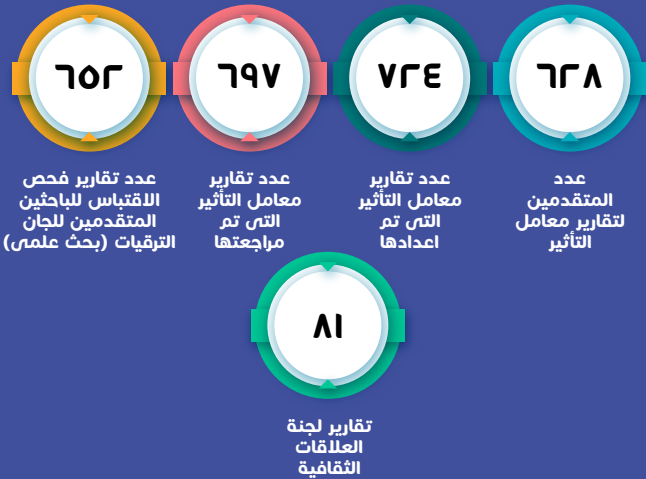 ٦٢٨
عدد
المتقدمين
لتقارير معامل
التأثير
٧٢٤
عدد تقارير
معامل التأثير
التى تم
اعدادها
٦٩٧
عدد تقارير
معامل التأثير
التى تم
مراجعتها
٦٥٢
عدد تقارير فحص
الاقتباس للباحثين
المتقدمين للجان
الترقيات (بحث علمى)
٨١
تقارير لجنة
العلاقات
الثقافية